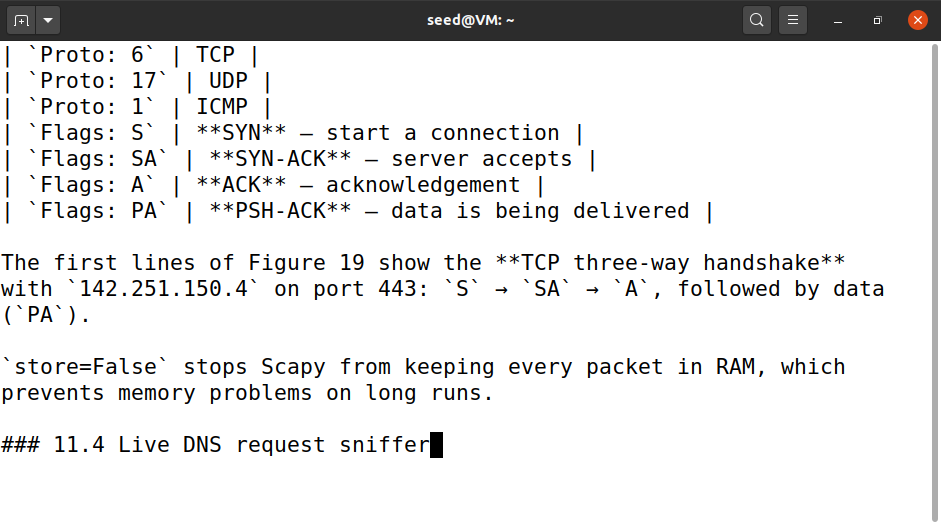 seed@VM: ~
| `Proto: 6` | TCP |
| `Proto: 17` | UDP |
| `Proto: 1` | ICMP |
| `Flags: S` | **SYN** — start a connection |
| `Flags: SA` | **SYN-ACK** — server accepts |
| `Flags: A` | **ACK** — acknowledgement |
| `Flags: PA` | **PSH-ACK** — data is being delivered |
The first lines of Figure 19 show the **TCP three-way handshake**
with `142.251.150.4` on port 443: `S` → `SA` → `A`, followed by data
(`PA`).
`store=False` stops Scapy from keeping every packet in RAM, which
prevents memory problems on long runs.
### 11.4 Live DNS request sniffer